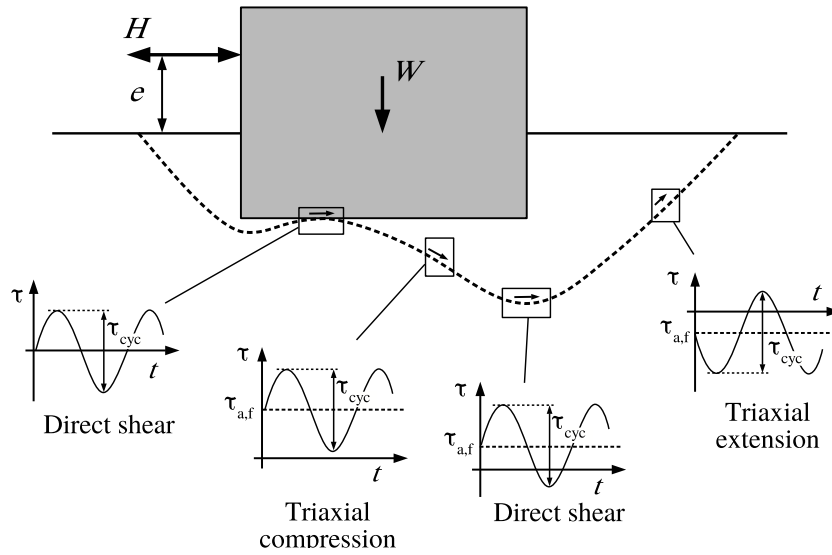 H
W
e
τ
τcyc
t
Direct shear
τ
τa,f
τcyc
t
Triaxial
compression
τ
τa,f
τcyc
t
Direct shear
τ
t
τa,f
τcyc
Triaxial
extension